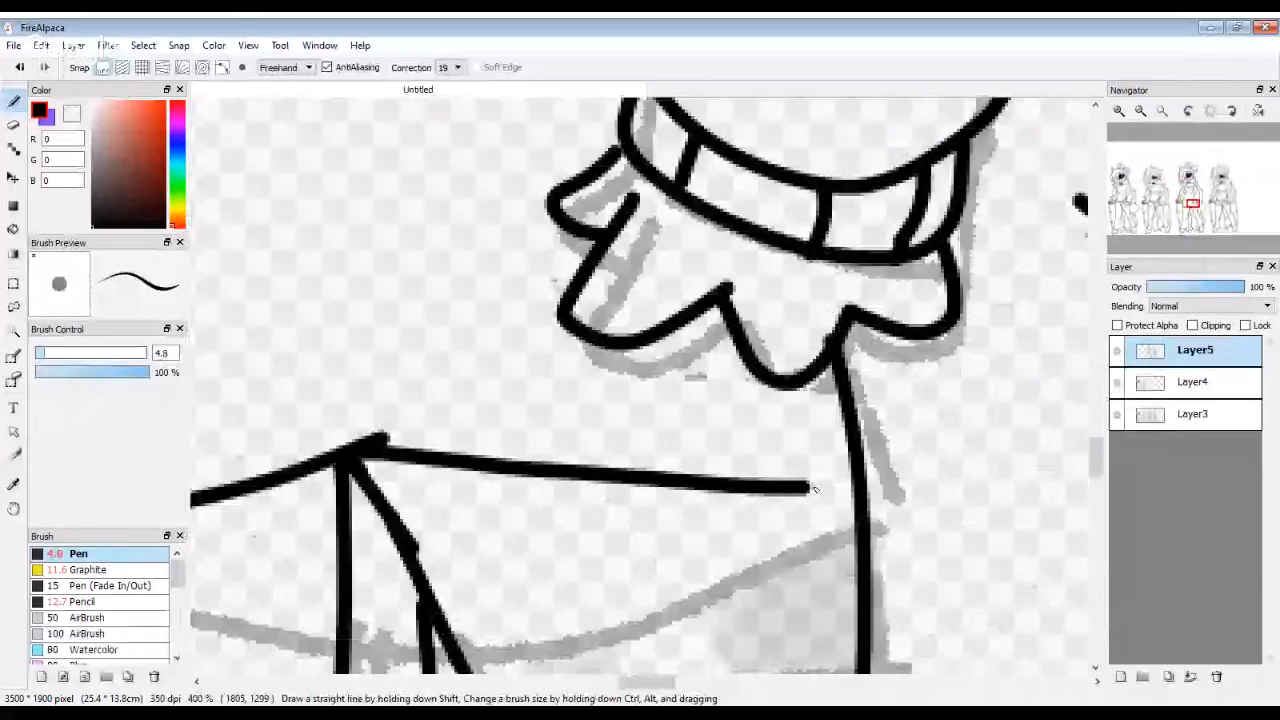 FireAlpaca
File Edit Layer Filter Select Snap Color View Tool Window Help
Snap Freehand AntiAliasing Correction 19 Soft Edge
Color Untitled Navigator
R 0
G 0
B 0
Brush Preview
Layer
Opacity 100 %
Blending Normal
Protect Alpha Clipping Lock
Brush Control
4.8
100 %
Layer5
Layer4
Layer3
Brush
4.8 Pen
11.6 Graphite
15 Pen (Fade In/Out)
12.7 Pencil
50 AirBrush
100 AirBrush
80 Watercolor
3500 * 1900 pixel (25.4 * 13.8cm) 350 dpi 400 % ( 1805, 1299 ) Draw a straight line by holding down Shift, Change a brush size by holding down Ctrl, Alt, and dragging